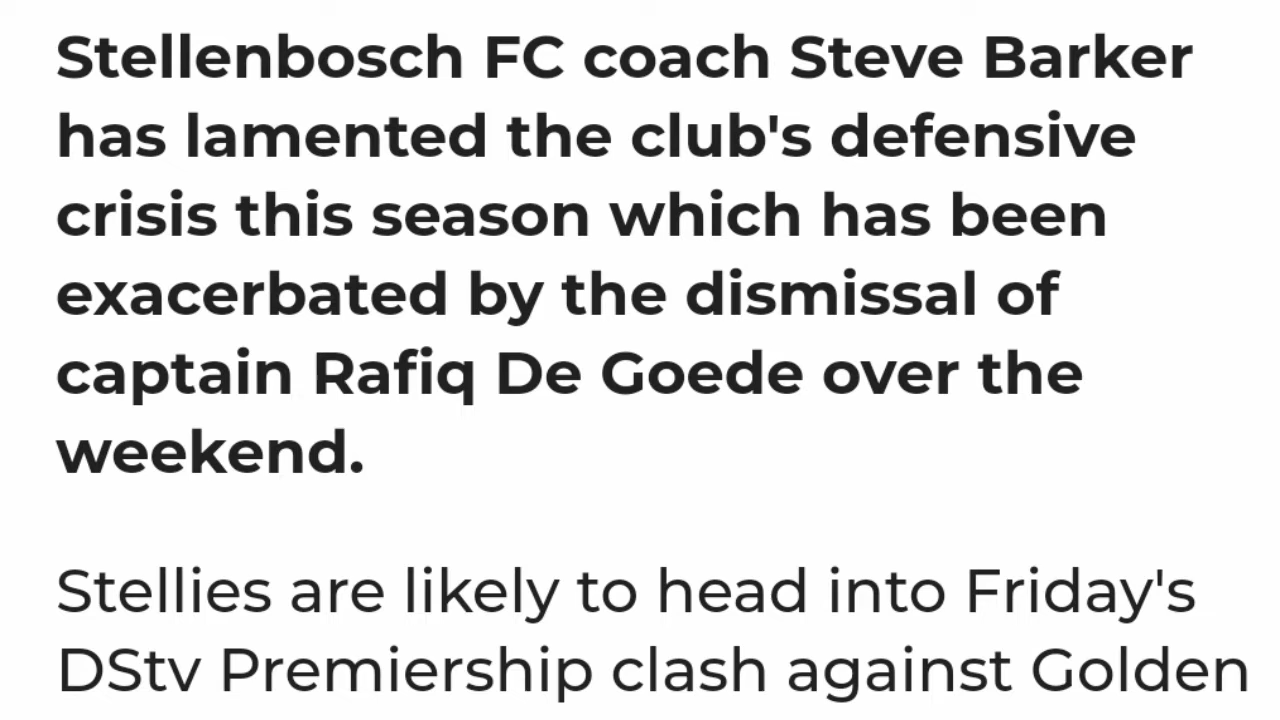 Stellenbosch FC coach Steve Barker
has lamented the club's defensive
crisis this season which has been
exacerbated by the dismissal of
captain Rafiq De Goede over the
weekend.
Stellies are likely to head into Friday's
DStv Premiership clash against Golden